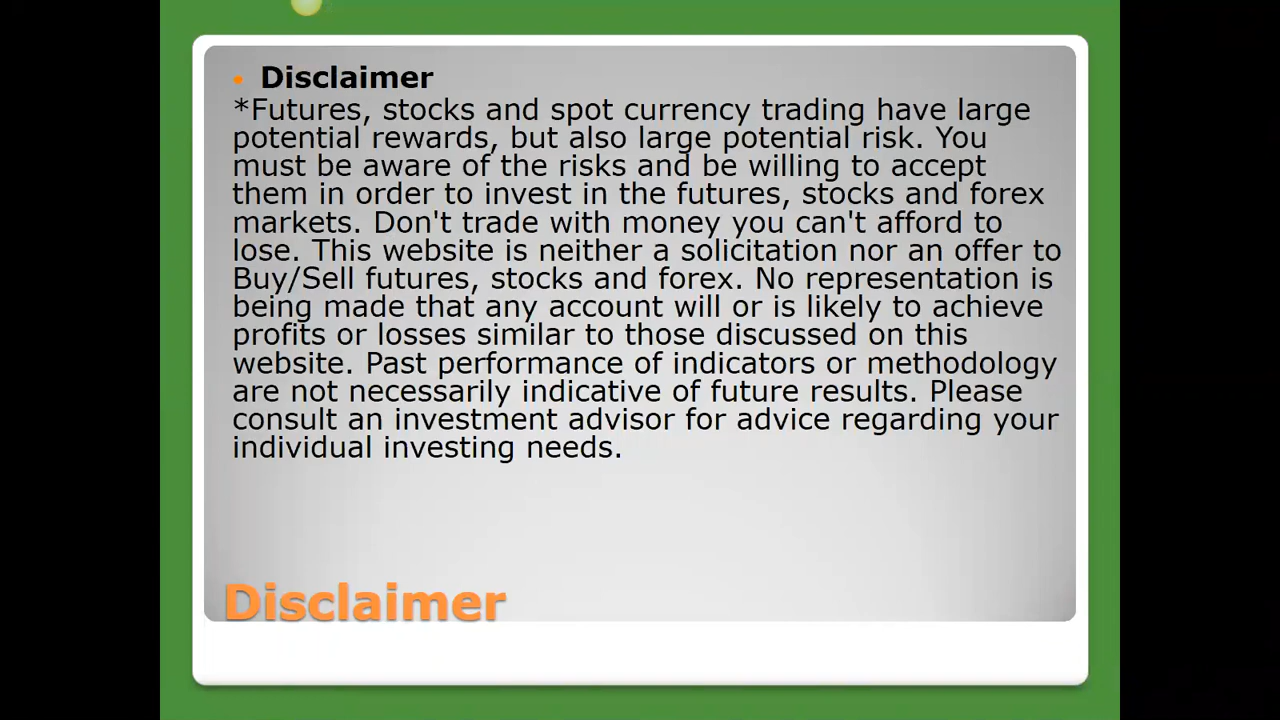 Disclaimer
*Futures, stocks and spot currency trading have large
potential rewards, but also large potential risk. You
must be aware of the risks and be willing to accept
them in order to invest in the futures, stocks and forex
markets. Don't trade with money you can't afford to
lose. This website is neither a solicitation nor an offer to
Buy/Sell futures, stocks and forex. No representation is
being made that any account will or is likely to achieve
profits or losses similar to those discussed on this
website. Past performance of indicators or methodology
are not necessarily indicative of future results. Please
consult an investment advisor for advice regarding your
individual investing needs.
Disclaimer